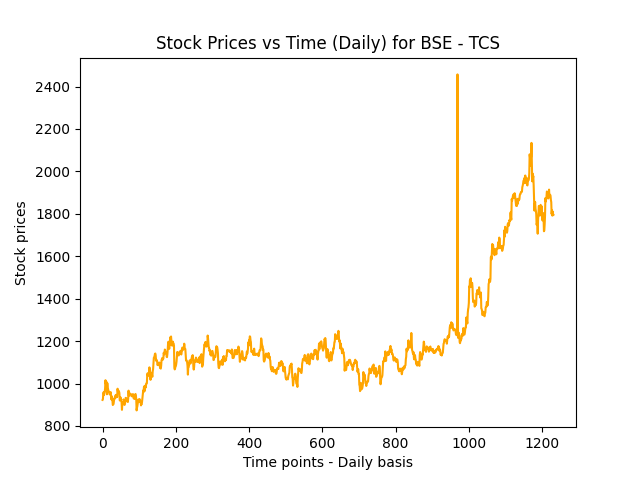 Stock Prices vs Time (Daily) for BSE - TCS
2400
2200
2000
1800
1600
1400
1200
1000
800
Stock prices
0 200 400 600 800 1000 1200
Time points - Daily basis